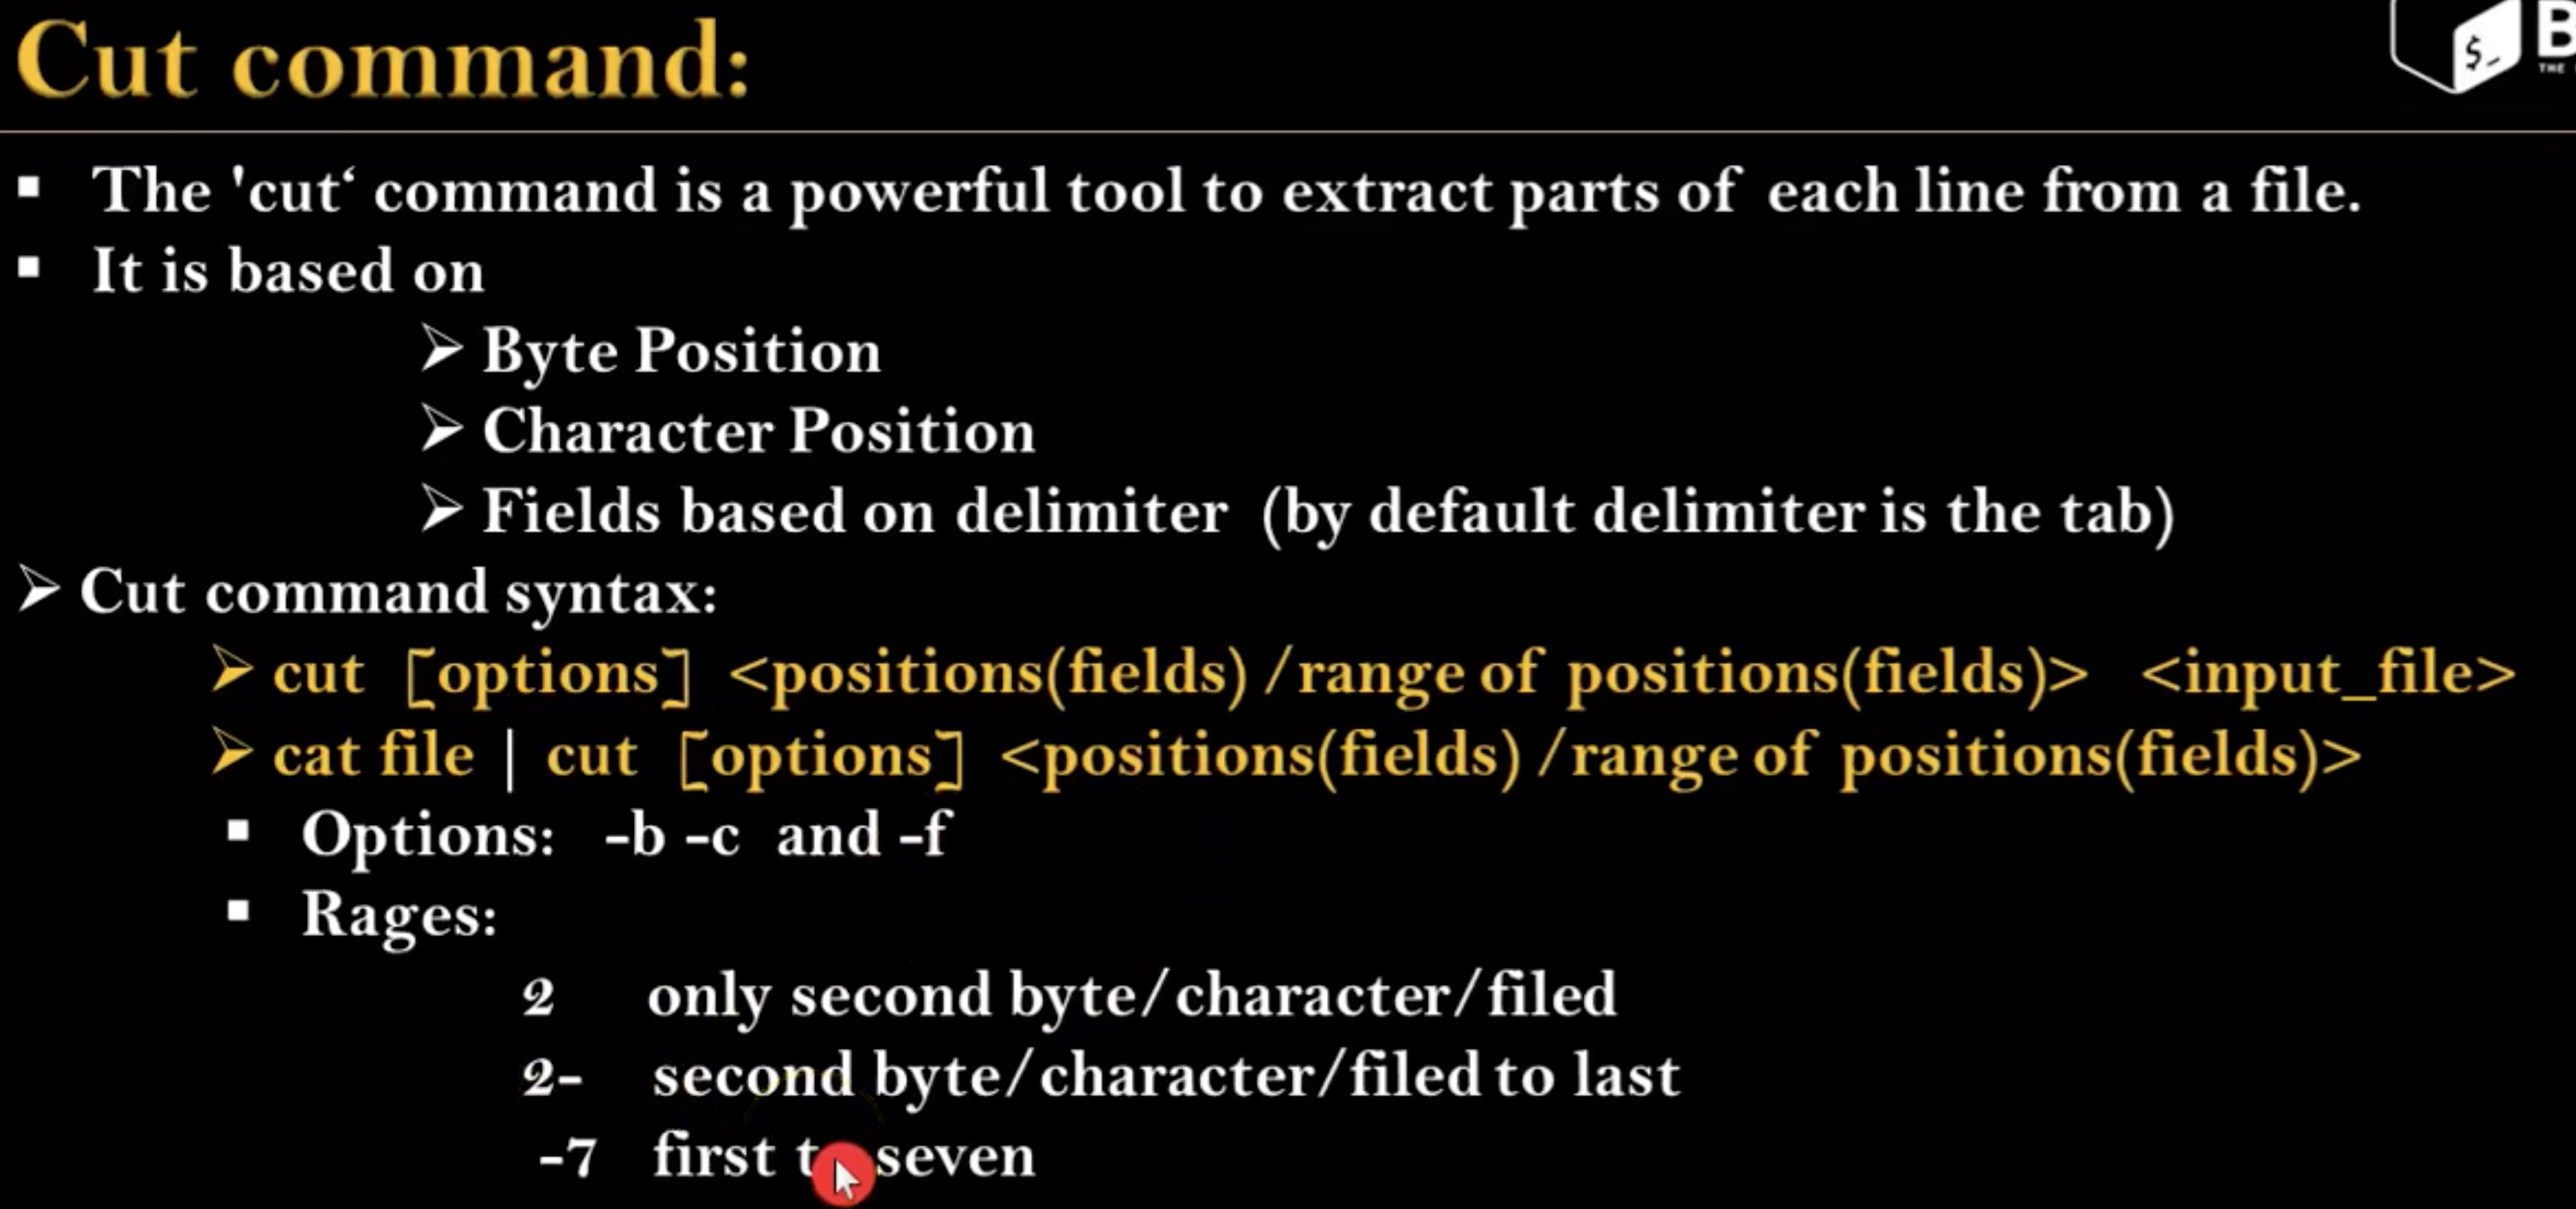 Cut command:
$_
B
THE
▪ The 'cut‘ command is a powerful tool to extract parts of each line from a file.
▪ It is based on
➢ Byte Position
➢ Character Position
➢ Fields based on delimiter (by default delimiter is the tab)
➢ Cut command syntax:
➢ cut [options] <positions(fields) /range of positions(fields)> <input_file>
➢ cat file | cut [options] <positions(fields) /range of positions(fields)>
▪ Options: -b -c and -f
▪ Rages:
2 only second byte/character/filed
2- second byte/character/filed to last
-7 first seven